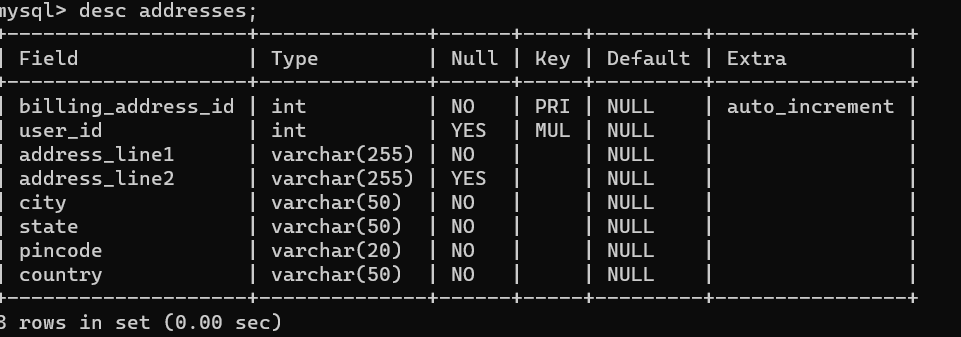 mysql> desc addresses;
+---------------------+--------------+------+-----+---------+----------------+
| Field               | Type         | Null | Key | Default | Extra          |
+---------------------+--------------+------+-----+---------+----------------+
| billing_address_id  | int          | NO   | PRI | NULL    | auto_increment |
| user_id             | int          | YES  | MUL | NULL    |                |
| address_line1       | varchar(255) | NO   |     | NULL    |                |
| address_line2       | varchar(255) | YES  |     | NULL    |                |
| city                | varchar(50)  | NO   |     | NULL    |                |
| state               | varchar(50)  | NO   |     | NULL    |                |
| pincode             | varchar(20)  | NO   |     | NULL    |                |
| country             | varchar(50)  | NO   |     | NULL    |                |
+---------------------+--------------+------+-----+---------+----------------+
8 rows in set (0.00 sec)